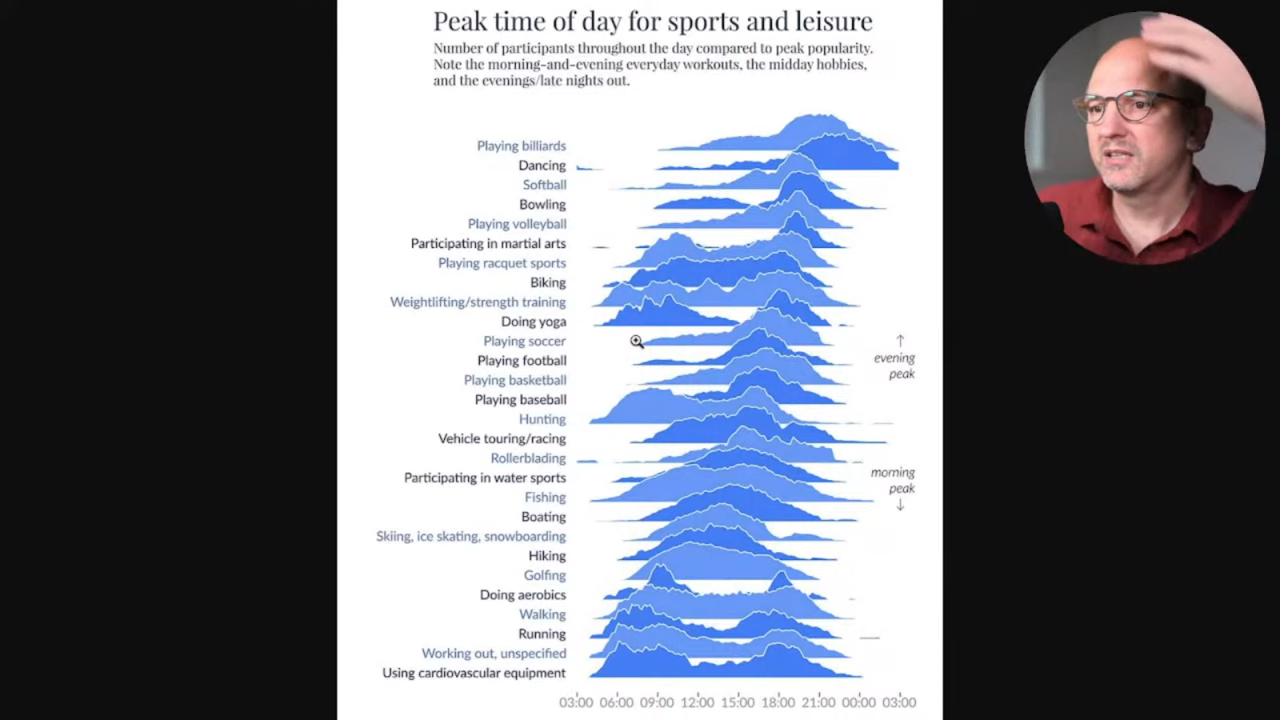 Peak time of day for sports and leisure
Number of participants throughout the day compared to peak popularity.
Note the morning-and-evening everyday workouts, the midday hobbies,
and the evenings/late nights out.
Playing billiards
Dancing
Softball
Bowling
Playing volleyball
Participating in martial arts
Playing racquet sports
Biking
Weightlifting/strength training
Doing yoga
Playing soccer
Playing football
Playing basketball
Playing baseball
Hunting
Vehicle touring/racing
Rollerblading
Participating in water sports
Fishing
Boating
Skiing, ice skating, snowboarding
Hiking
Golfing
Doing aerobics
Walking
Running
Working out, unspecified
Using cardiovascular equipment
↑
evening
peak
morning
peak
↓
03:00 06:00 09:00 12:00 15:00 18:00 21:00 00:00 03:00